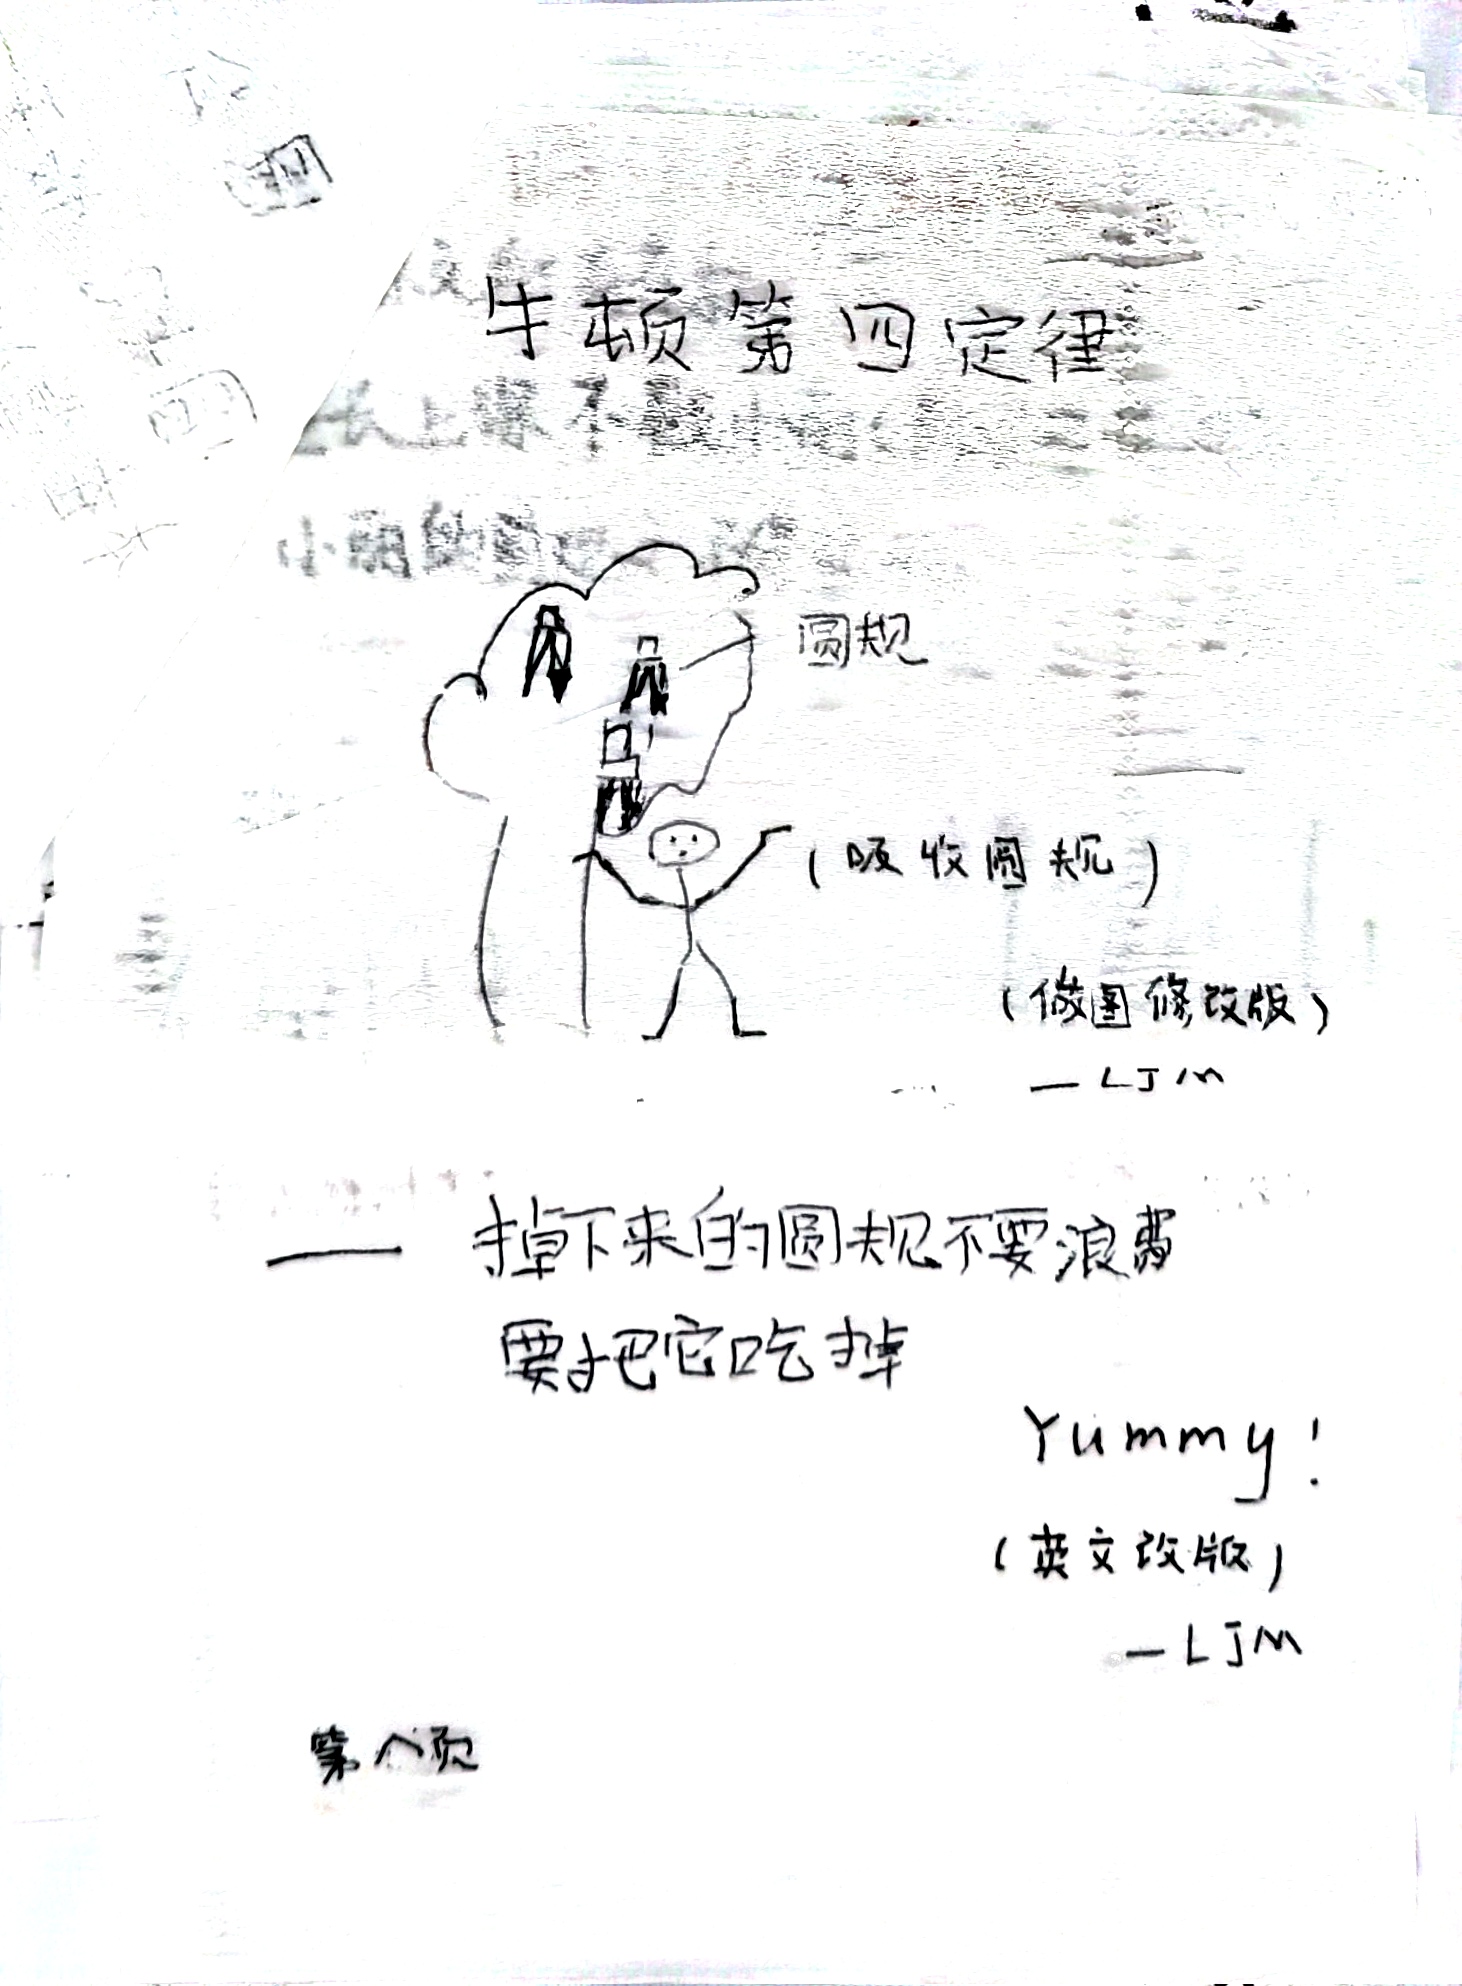 牛顿第四定律
圆规
(吸收圆规)
(做图修改版)
—LJM
——掉下来的圆规不要浪费
要把它吃掉
Yummy!
(英文改版)
—LJM
第八页